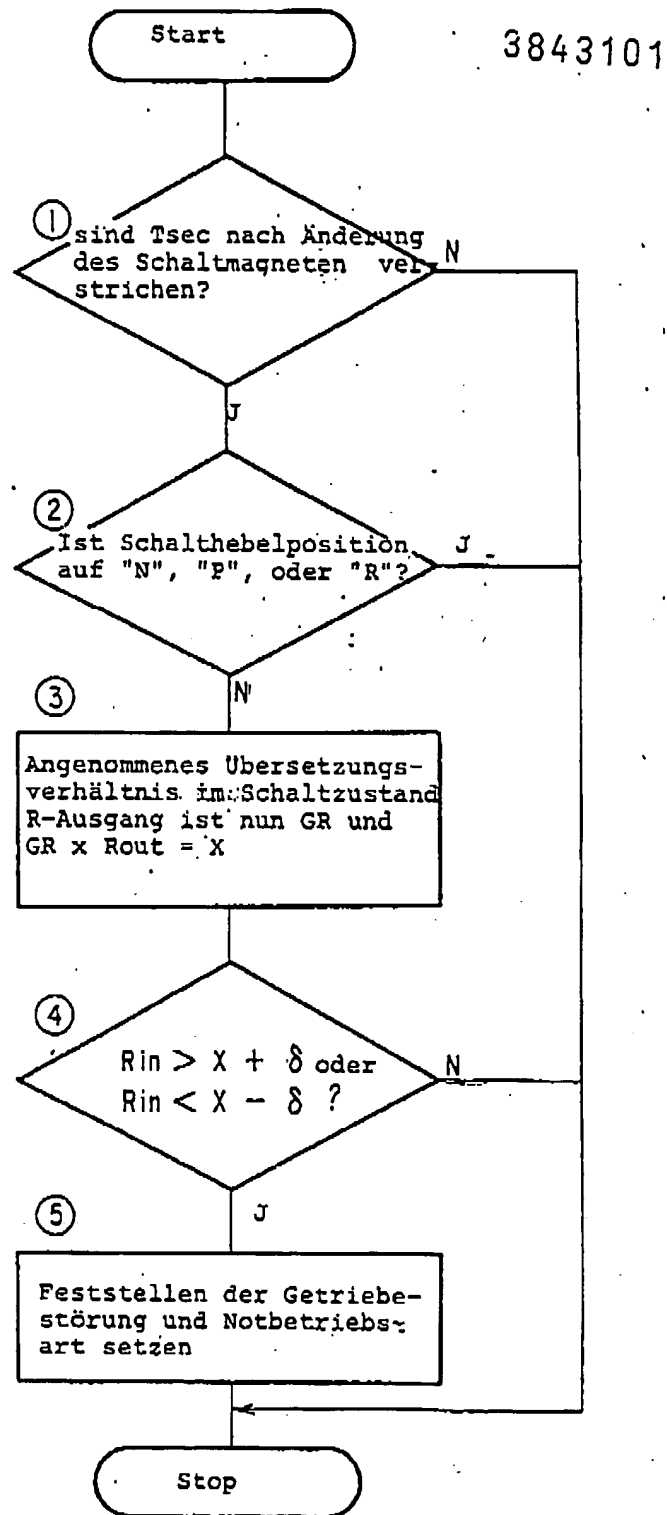 Start
3843101
①
sind Tsec nach Änderung
des Schaltmagneten ver-
strichen?
N
J
②
Ist Schalthebelposition
auf "N", "P", oder "R"?
J
N
③
Angenommenes Übersetzungs-
verhältnis im Schaltzustand
R-Ausgang ist nun GR und
GR x Rout = X
④
Rin > X + δ oder
Rin < X - δ ?
N
J
⑤
Feststellen der Getriebe-
störung und Notbetriebs-
art setzen
Stop